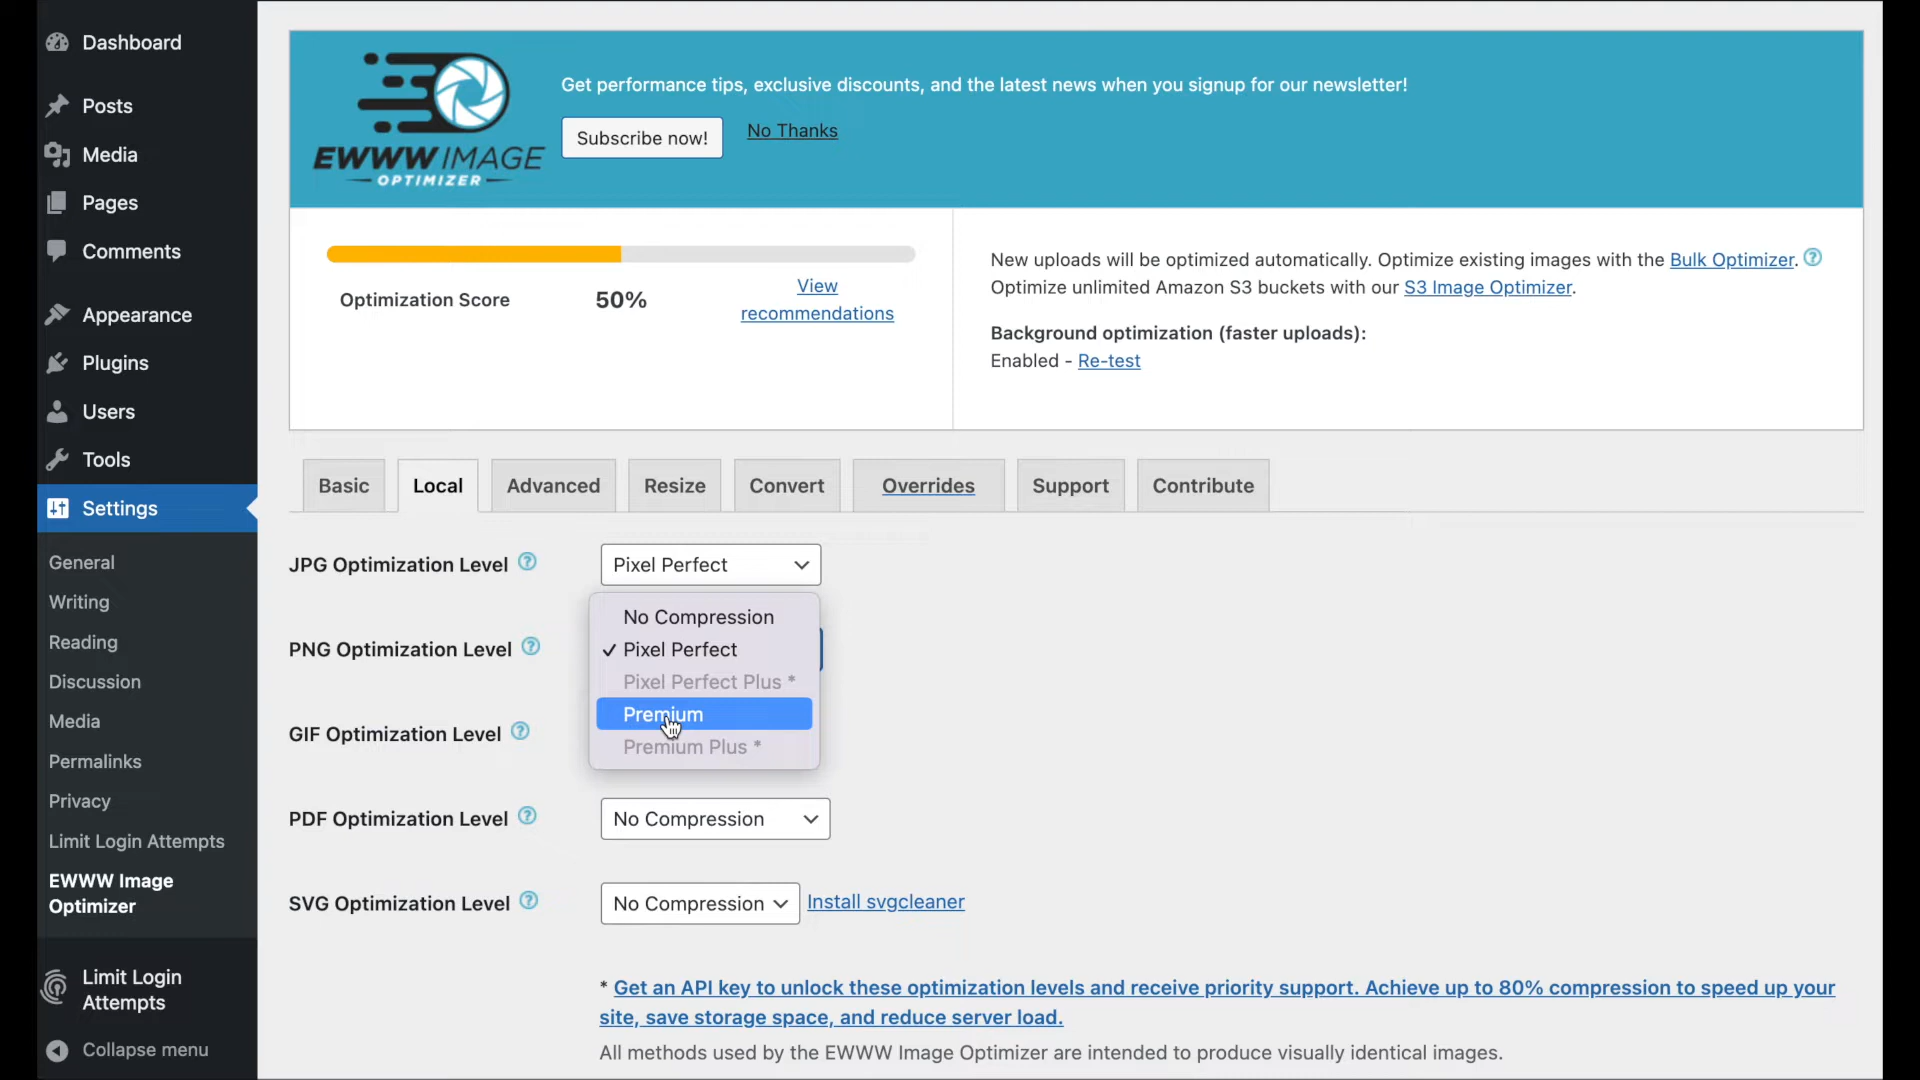 Dashboard
Posts
Media
Pages
Comments
Appearance
Plugins
Users
Tools
Settings
General
Writing
Reading
Discussion
Media
Permalinks
Privacy
Limit Login Attempts
EWWW Image
Optimizer
Limit Login
Attempts
Collapse menu
EWWW IMAGE
OPTIMIZER
Get performance tips, exclusive discounts, and the latest news when you signup for our newsletter!
Subscribe now!
No Thanks
Optimization Score
50%
View
recommendations
New uploads will be optimized automatically. Optimize existing images with the Bulk Optimizer. ?
Optimize unlimited Amazon S3 buckets with our S3 Image Optimizer.
Background optimization (faster uploads):
Enabled - Re-test
Basic
Local
Advanced
Resize
Convert
Overrides
Support
Contribute
JPG Optimization Level ?
Pixel Perfect
PNG Optimization Level ?
No Compression
✓ Pixel Perfect
Pixel Perfect Plus *
Premium
Premium Plus *
GIF Optimization Level ?
PDF Optimization Level ?
No Compression
SVG Optimization Level ?
No Compression
Install svgcleaner
* Get an API key to unlock these optimization levels and receive priority support. Achieve up to 80% compression to speed up your
site, save storage space, and reduce server load.
All methods used by the EWWW Image Optimizer are intended to produce visually identical images.